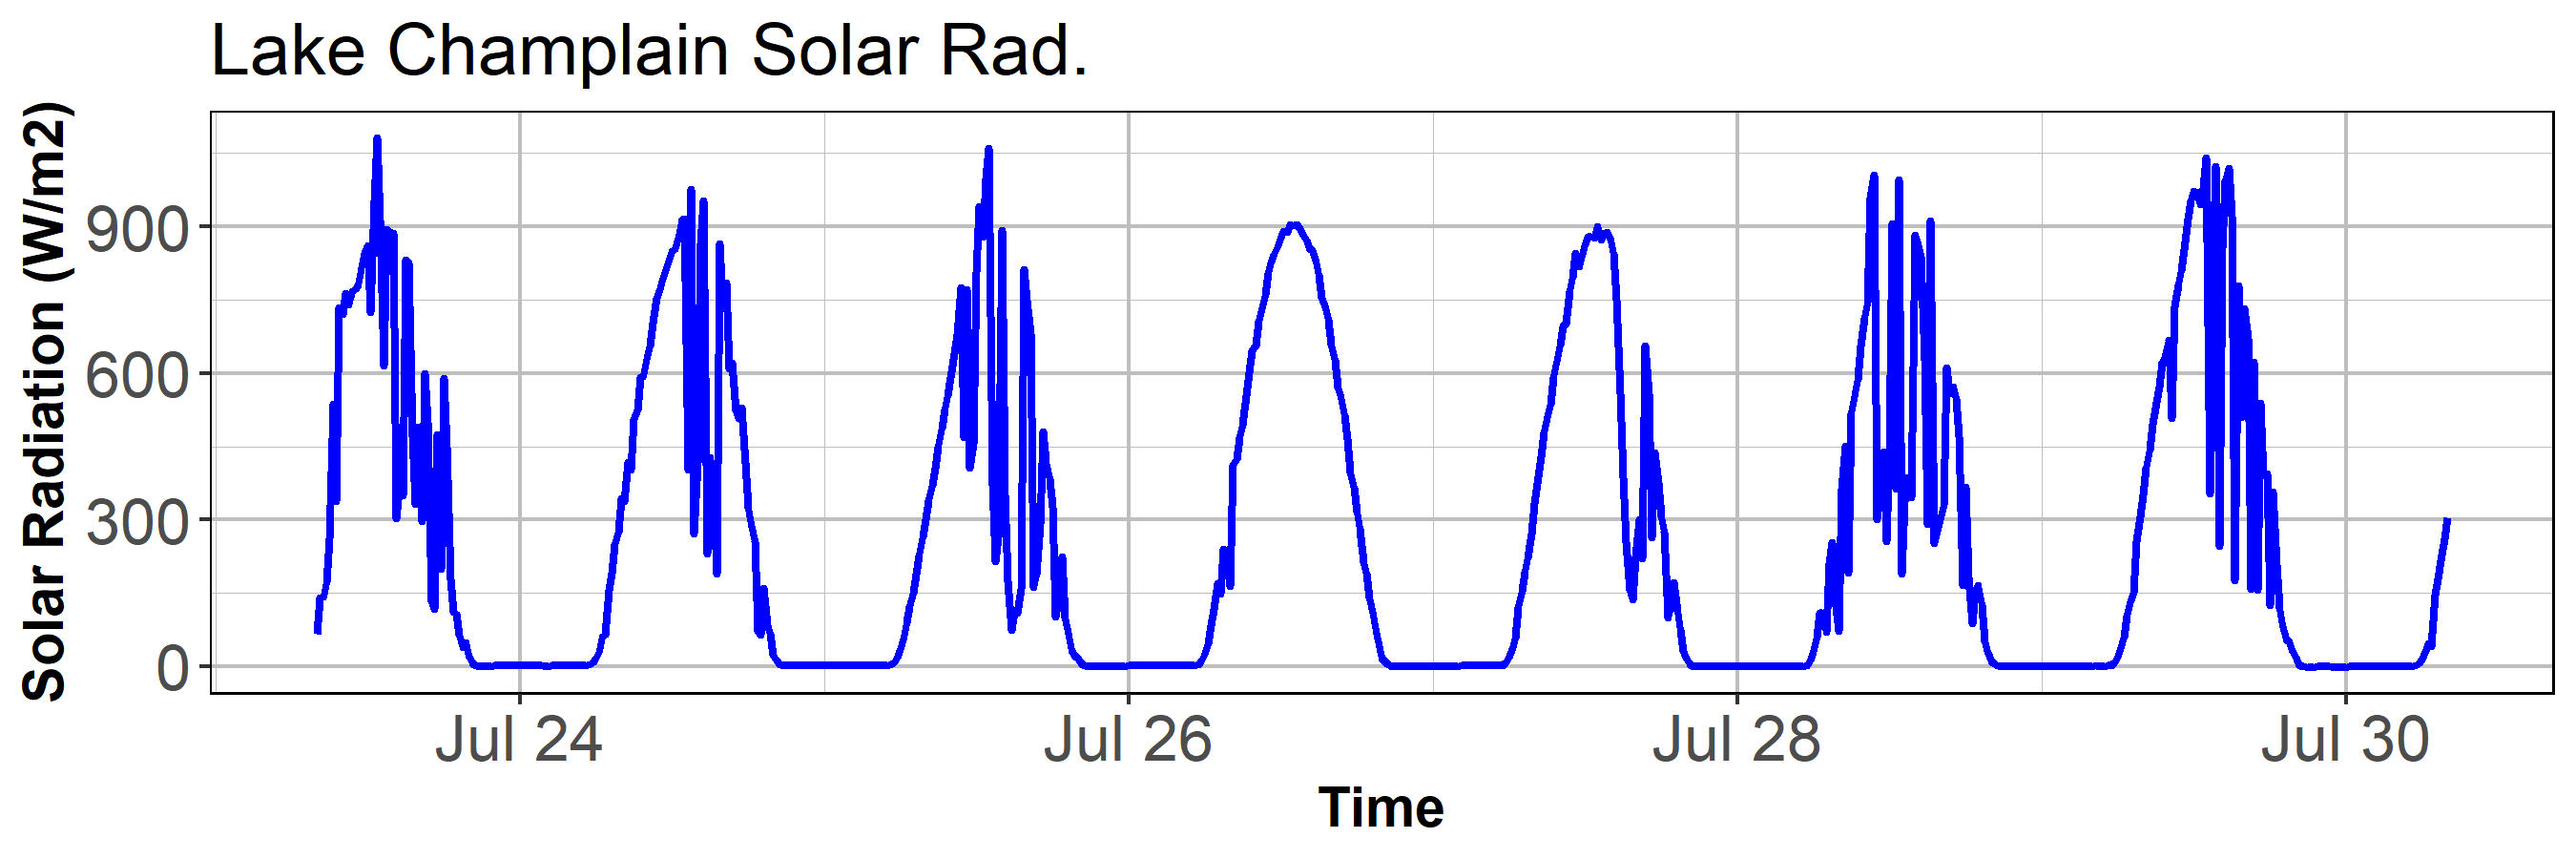 Lake Champlain Solar Rad.
Solar Radiation (W/m2)
900
600
300
0
Jul 24 Jul 26 Jul 28 Jul 30
Time